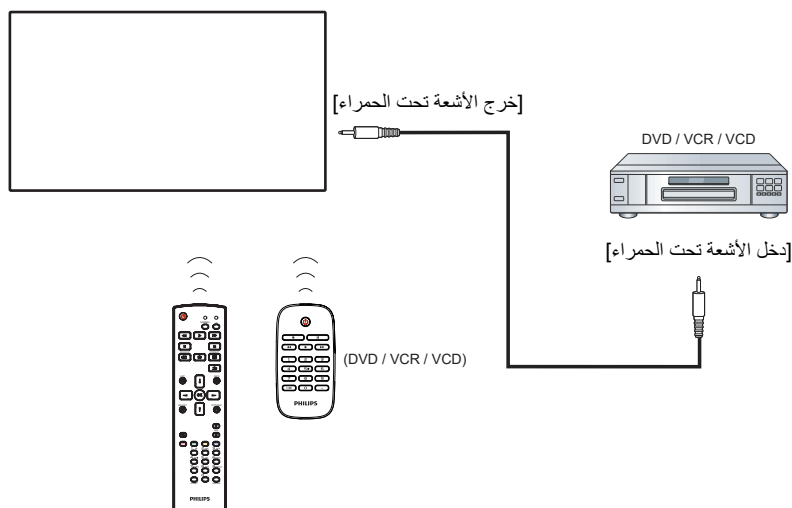 [خرج الأشعة تحت الحمراء]
DVD / VCR / VCD
[دخل الأشعة تحت الحمراء]
(DVD / VCR / VCD)
PHILIPS
PHILIPS